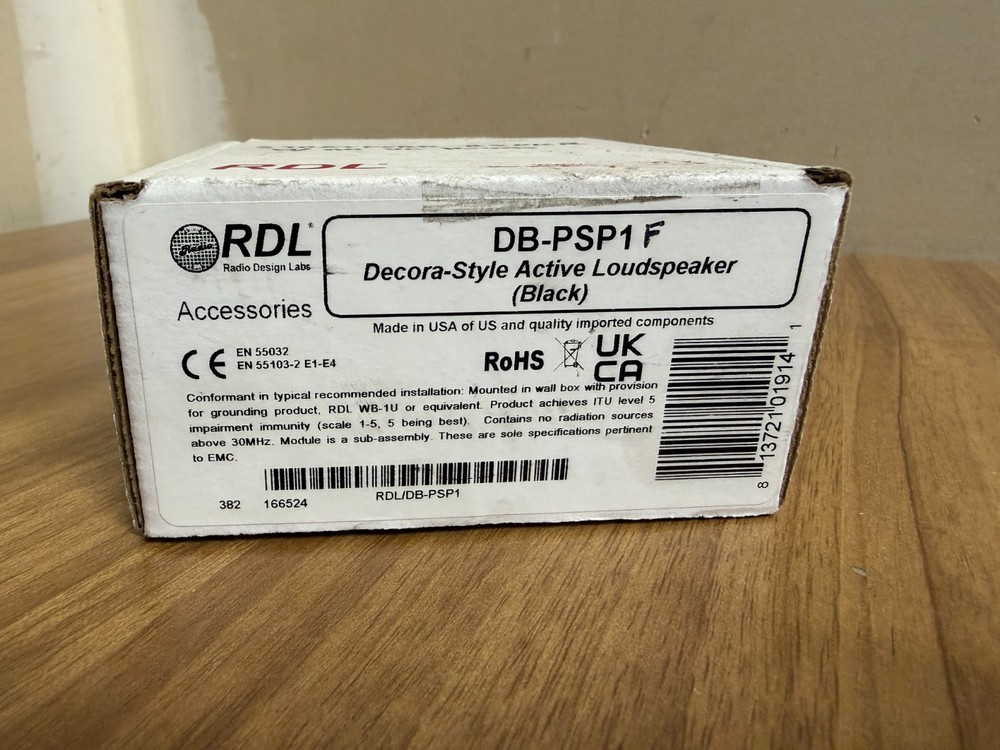 RDL
Radio
RDL®
Radio Design Labs
DB-PSP1 F
Decora-Style Active Loudspeaker
(Black)
Accessories
Made in USA of US and quality imported components
CE
EN 55032
EN 55103-2 E1-E4
RoHS
UK
CA
Conformant in typical recommended installation: Mounted in wall box with provision
for grounding product, RDL WB-1U or equivalent. Product achieves ITU level 5
impairment immunity (scale 1-5, 5 being best). Contains no radiation sources
above 30MHz. Module is a sub-assembly. These are sole specifications pertinent
to EMC.
8 13721 01914 1
RDL/DB-PSP1
382 166524